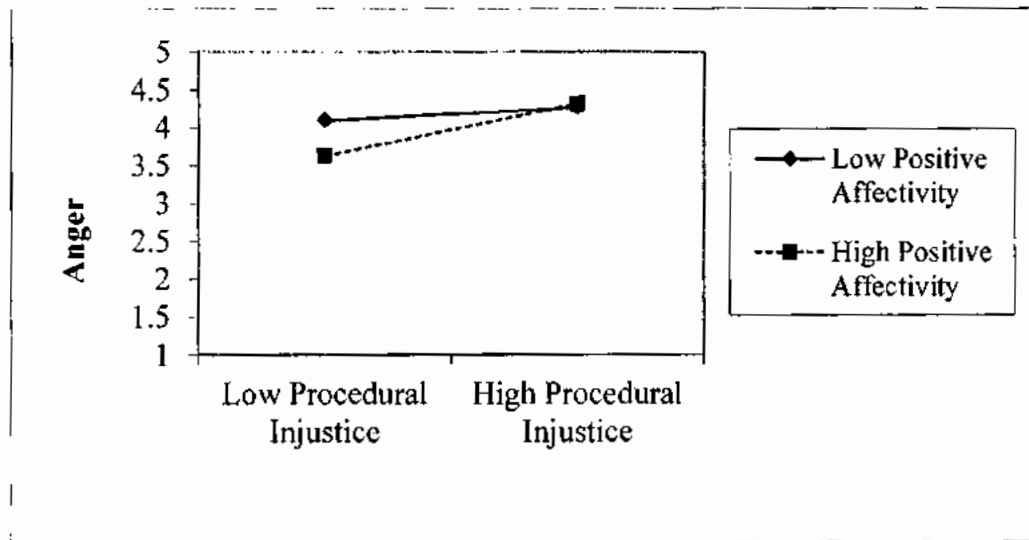 5
4.5
4
3.5
3
2.5
2
1.5
1
Anger
Low Procedural
Injustice
High Procedural
Injustice
Low Positive
Affectivity
High Positive
Affectivity